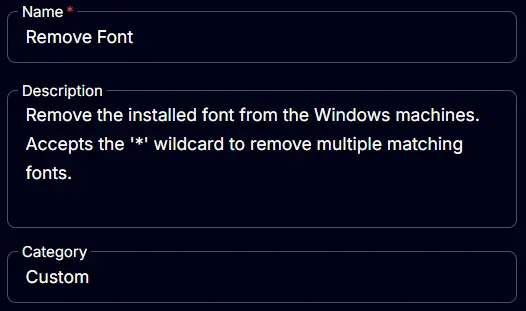 Name *
Remove Font
Description
Remove the installed font from the Windows machines.
Accepts the '*' wildcard to remove multiple matching
fonts.
Category
Custom